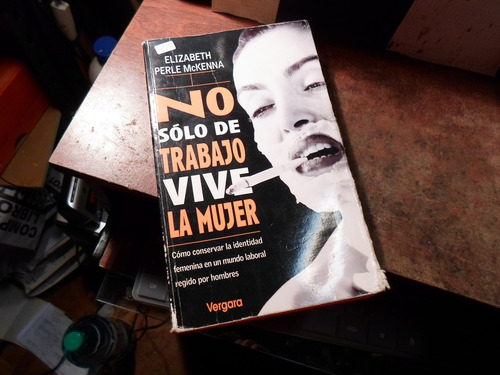 ELIZABETH
PERLE McKENNA
NO
SÓLO DE
TRABAJO
VIVE
LA MUJER
Cómo conservar la identidad
femenina en un mundo laboral
regido por hombres
Vergara